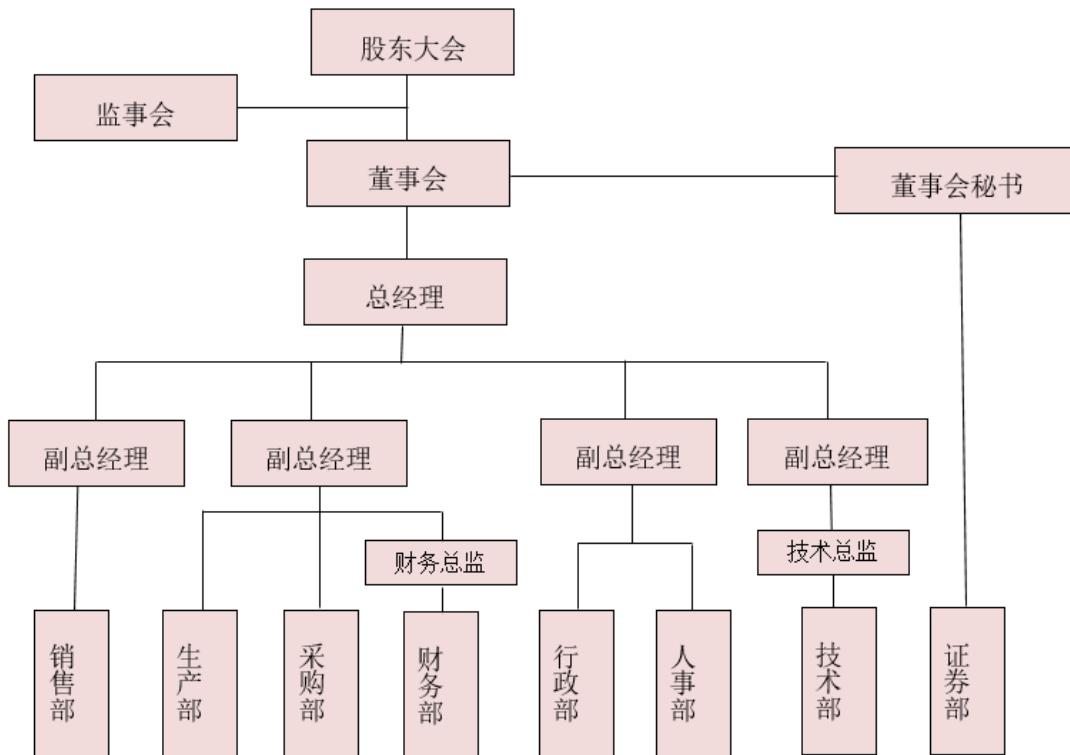 股东大会
监事会
董事会
董事会秘书
总经理
副总经理
副总经理
副总经理
副总经理
财务总监
技术总监
销售部
生产部
采购部
财务部
行政部
人事部
技术部
证券部